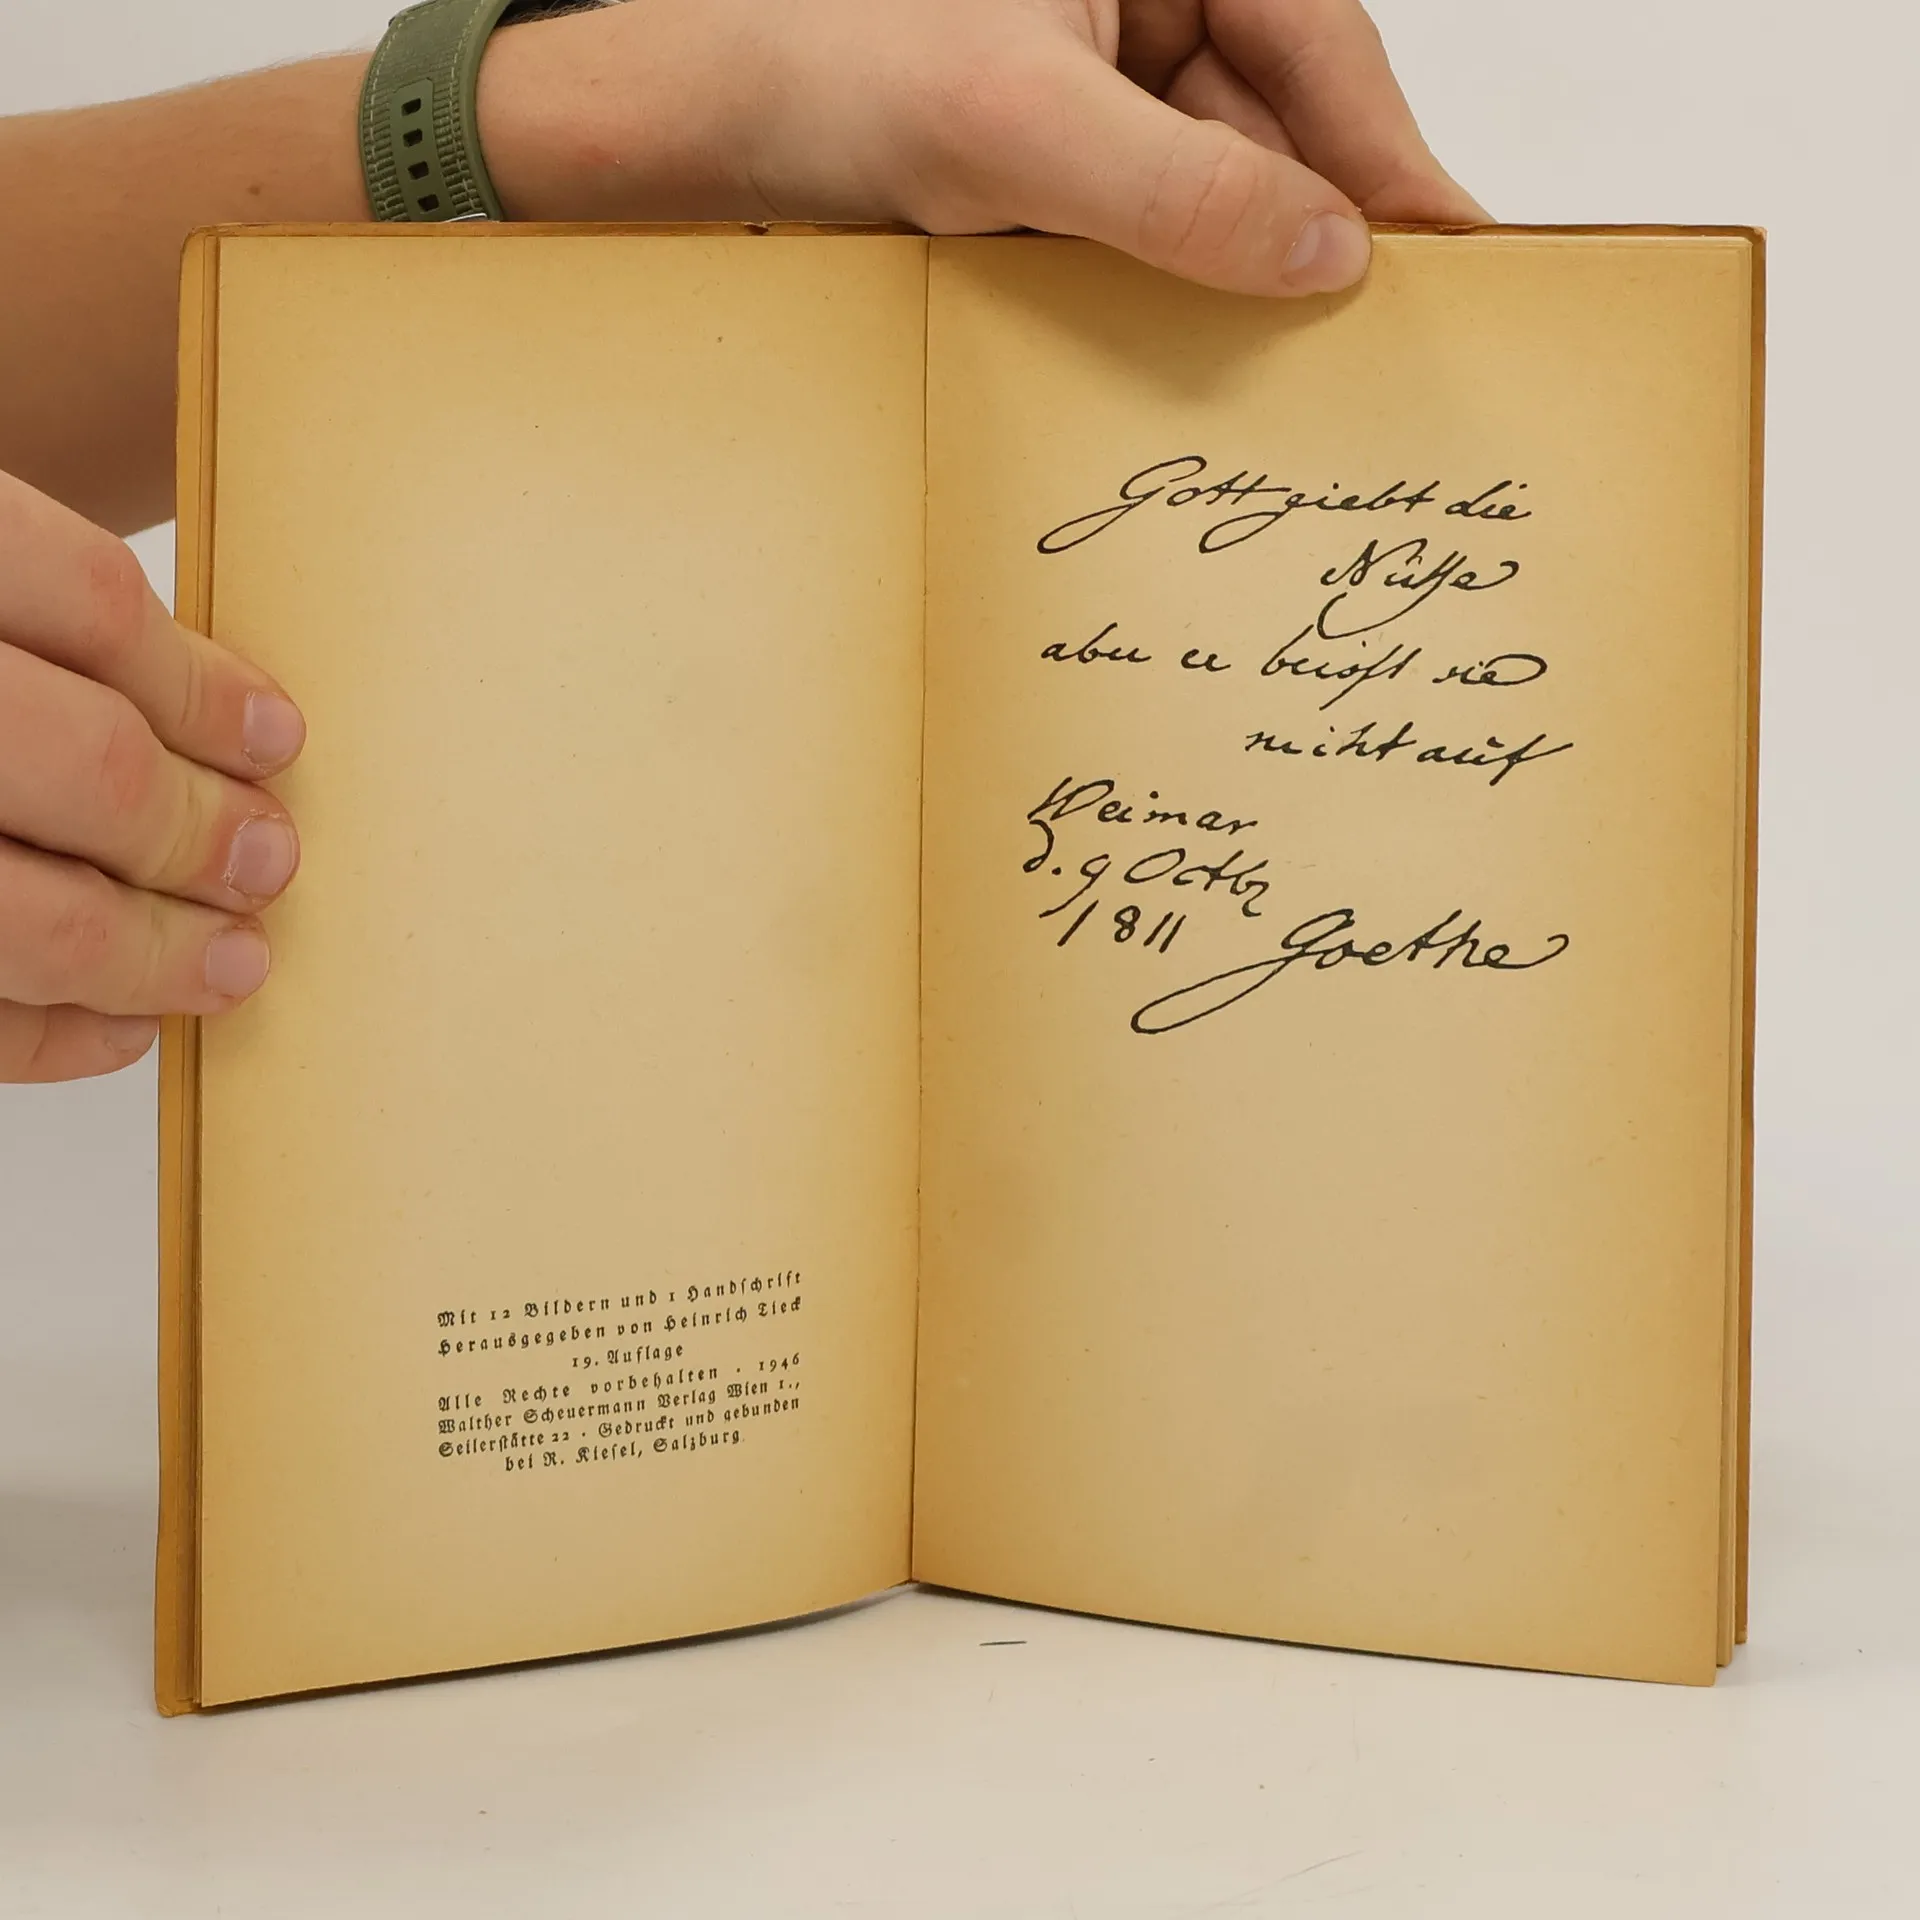 Mit 12 Bildern und 1 Handschrift
Herausgegeben von Heinrich Tieck
19. Auflage
Alle Rechte vorbehalten . 1946
Walther Scheuermann Verlag Wien 1.,
Seilerstätte 22 . Gedruckt und gebunden
bei R. Kiesel, Salzburg.
Gott giebt die
Nüsse
aber er beisst sie
nicht auf
Weimar
d. 9 Octbr
1811
Goethe